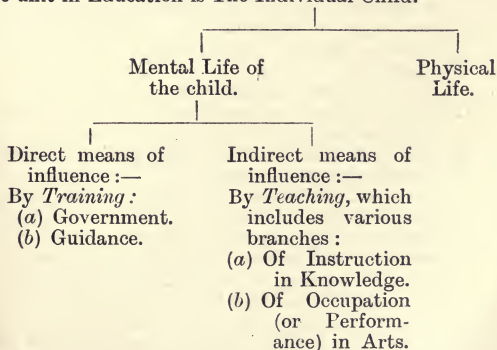 unit in Education is The Individual Child.
Mental Life of
the child.
Physical
Life.
Direct means of
influence :—
By Training :
(a) Government.
(b) Guidance.
Indirect means of
influence :—
By Teaching, which
includes various
branches :
(a) Of Instruction
in Knowledge.
(b) Of Occupation
(or Perform-
ance) in Arts.